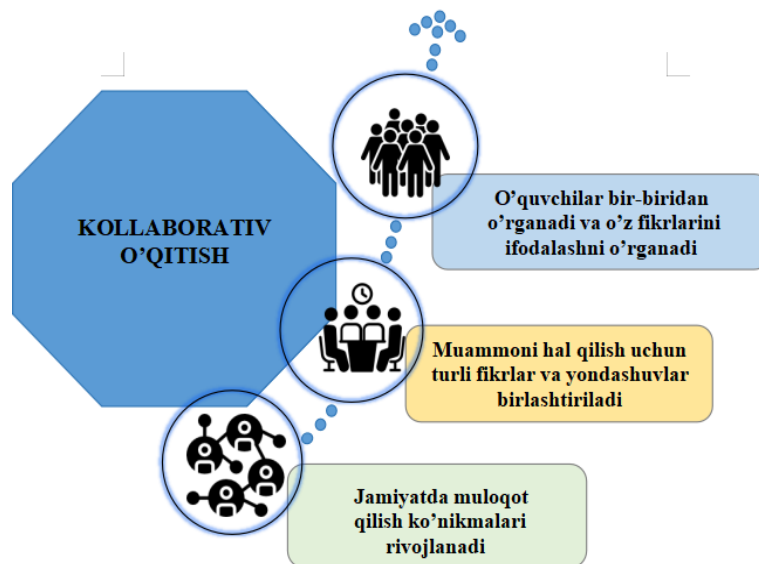 KOLLABORATIV
O’QITISH
O’quvchilar bir-biridan
o’rganadi va o’z fikrlarini
ifodalashni o’rganadi
Muammoni hal qilish uchun
turli fikrlar va yondashuvlar
birlashtiriladi
Jamiyatda muloqot
qilish ko’nikmalari
rivojlanadi